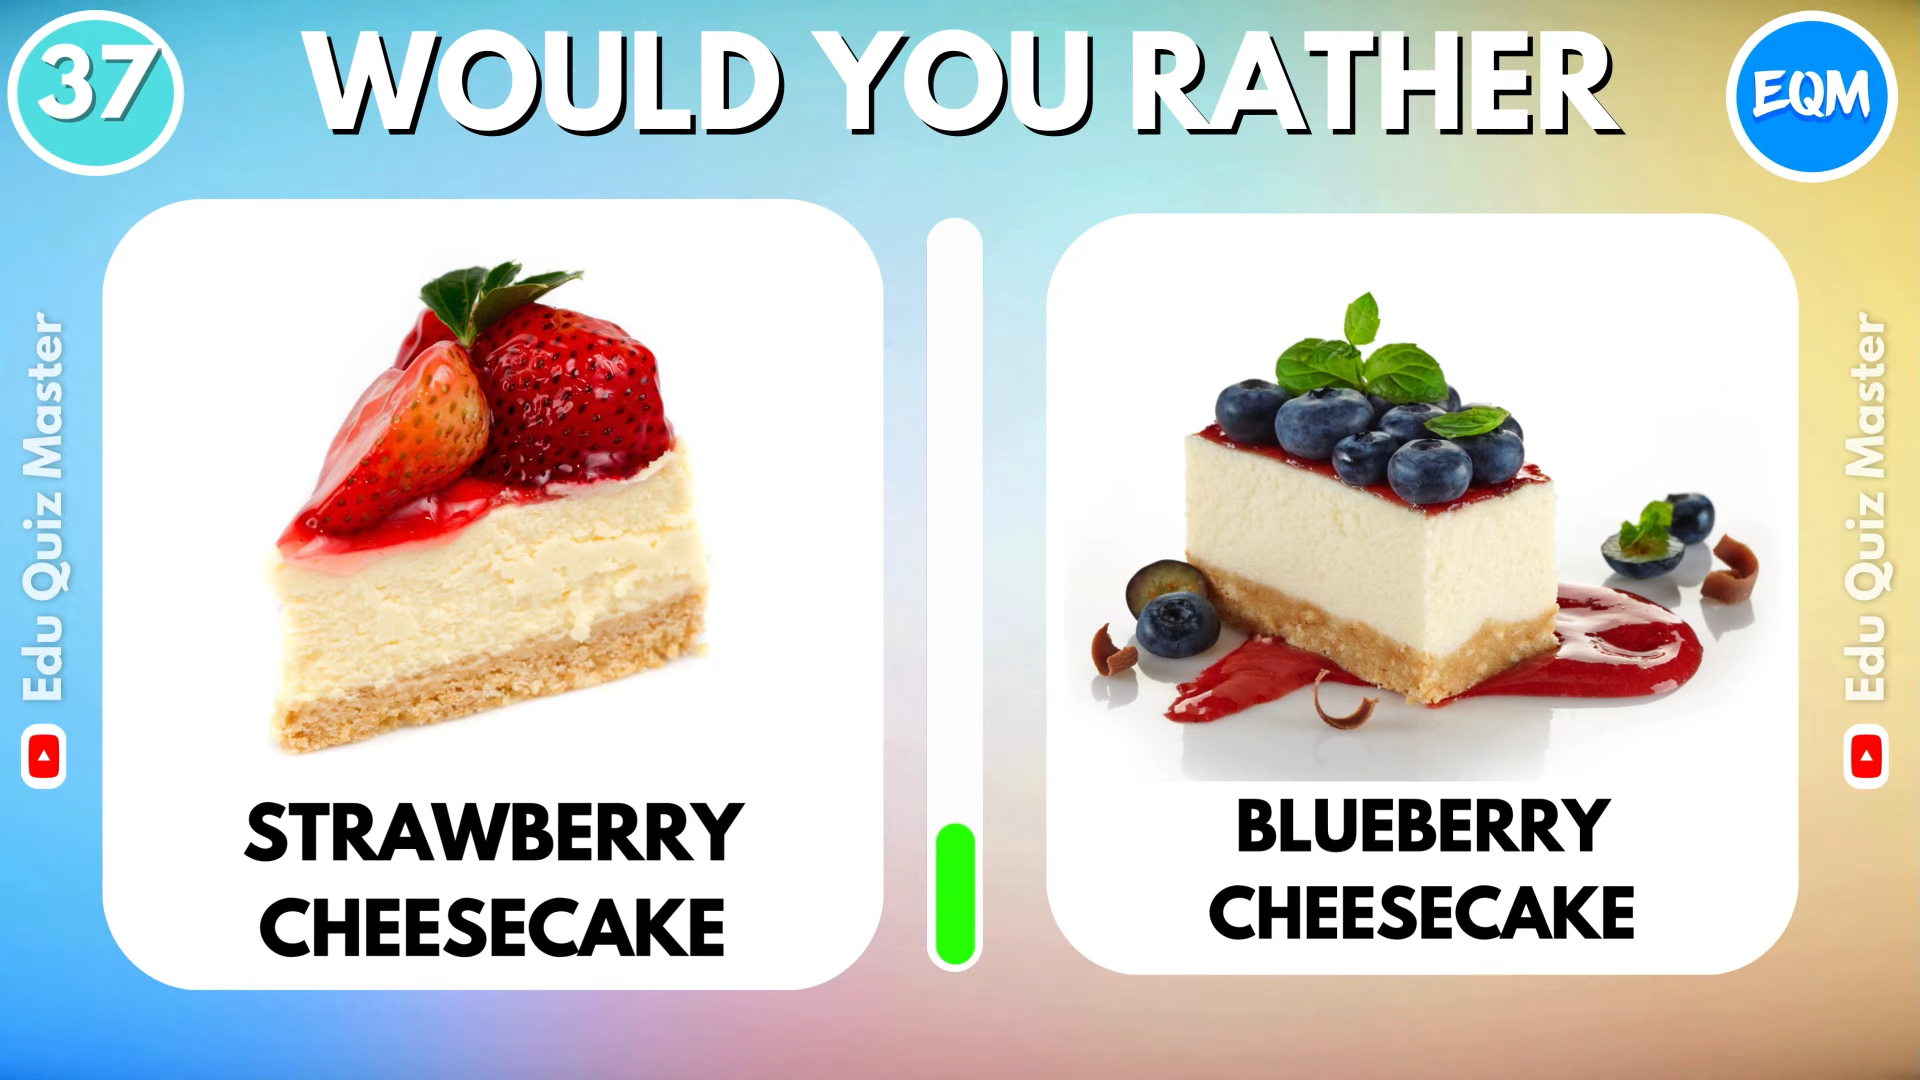 37
WOULD YOU RATHER
EQM
STRAWBERRY
CHEESECAKE
BLUEBERRY
CHEESECAKE
Edu Quiz Master
Edu Quiz Master